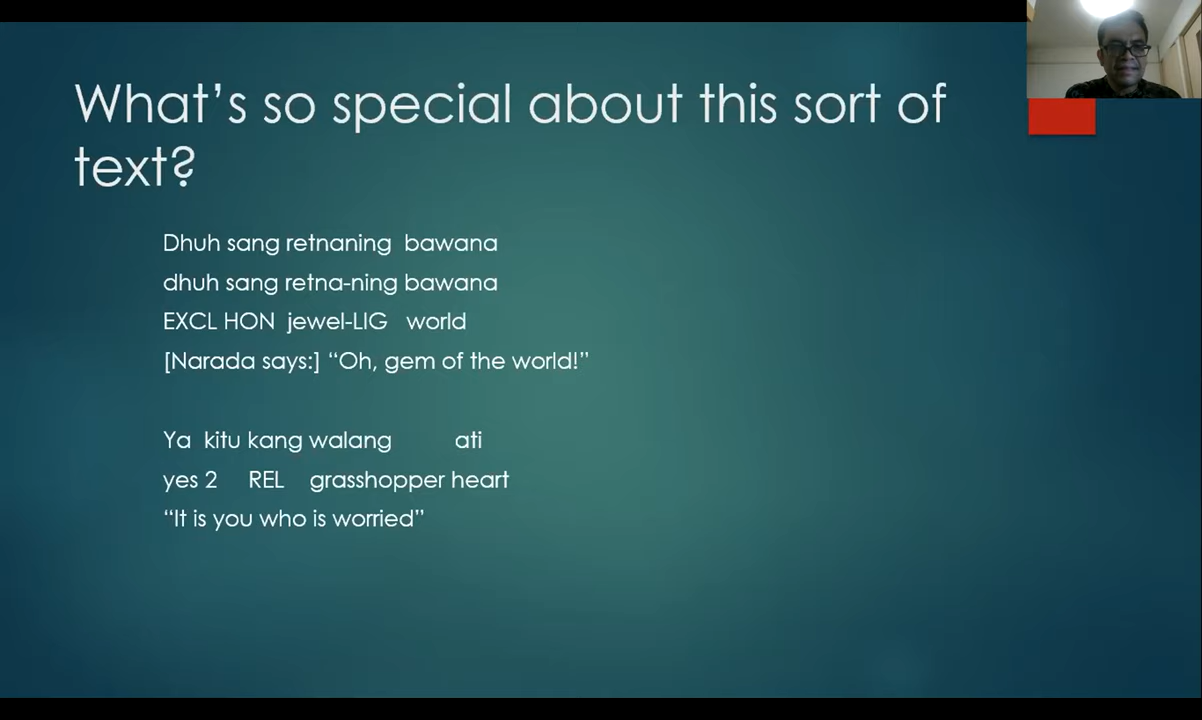 What's so special about this sort of
text?
Dhuh sang retnaning bawana
dhuh sang retna-ning bawana
EXCL HON jewel-LIG world
[Narada says:] “Oh, gem of the world!”
Ya kitu kang walang ati
yes 2 REL grasshopper heart
“It is you who is worried”